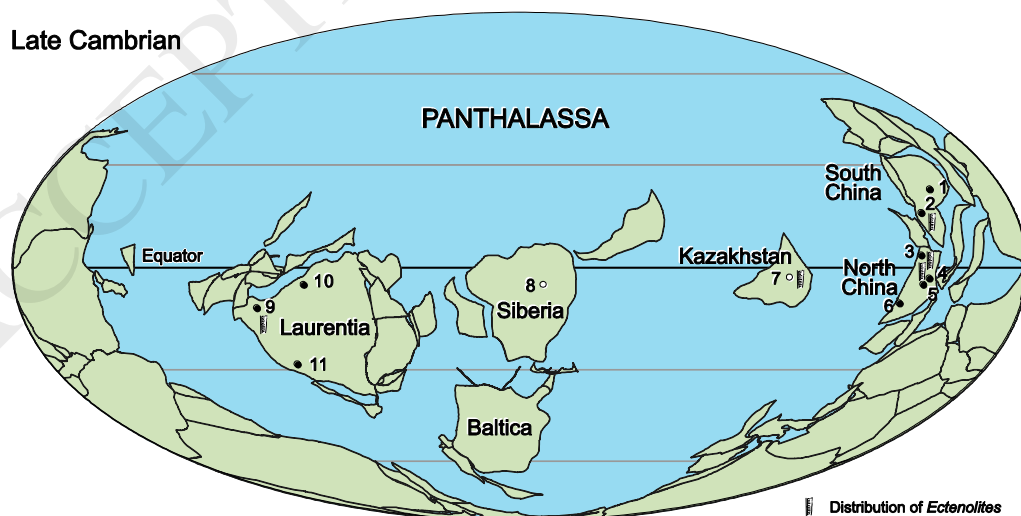 Late Cambrian
PANTHALASSA
South
China
1
2
Equator
Kazakhstan
3
North
China
4
5
6
7
8
Siberia
10
9
Laurentia
11
Baltica
Distribution of Ectenolites